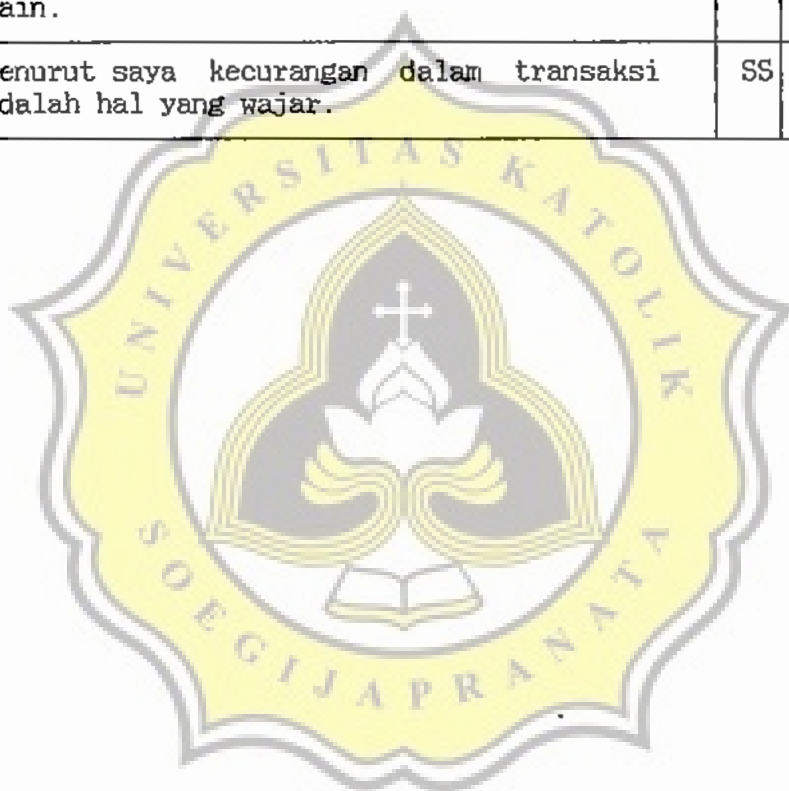 ain.
enurut saya kecurangan dalam transaksi SS
dalah hal yang wajar.
UNIVERSITAS KATOLIK
SOEGIJAPRANATA